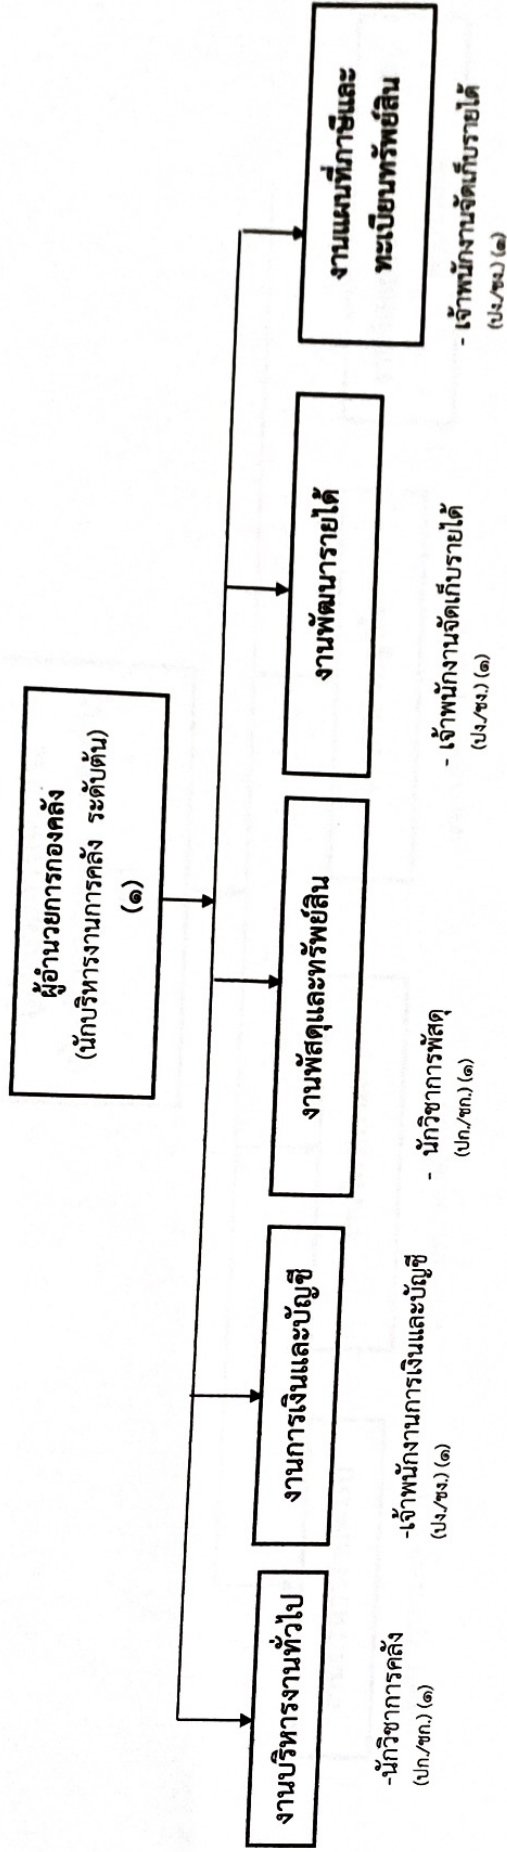 ผู้อำนวยการกองคลัง
(นักบริหารงานการคลัง ระดับต้น)
(๑)
งานบริหารงานทั่วไป
-นักวิชาการคลัง
(ปก./ชก.) (๑)
งานการเงินและบัญชี
-เจ้าพนักงานการเงินและบัญชี
(ปง./ชง.) (๑)
งานพัสดุและทรัพย์สิน
- นักวิชาการพัสดุ
(ปก./ชก.) (๑)
งานพัฒนารายได้
- เจ้าพนักงานจัดเก็บรายได้
(ปง./ชง.) (๑)
งานแผนที่ภาษีและ
ทะเบียนทรัพย์สิน
- เจ้าพนักงานจัดเก็บรายได้
(ปง./ชง.) (๑)